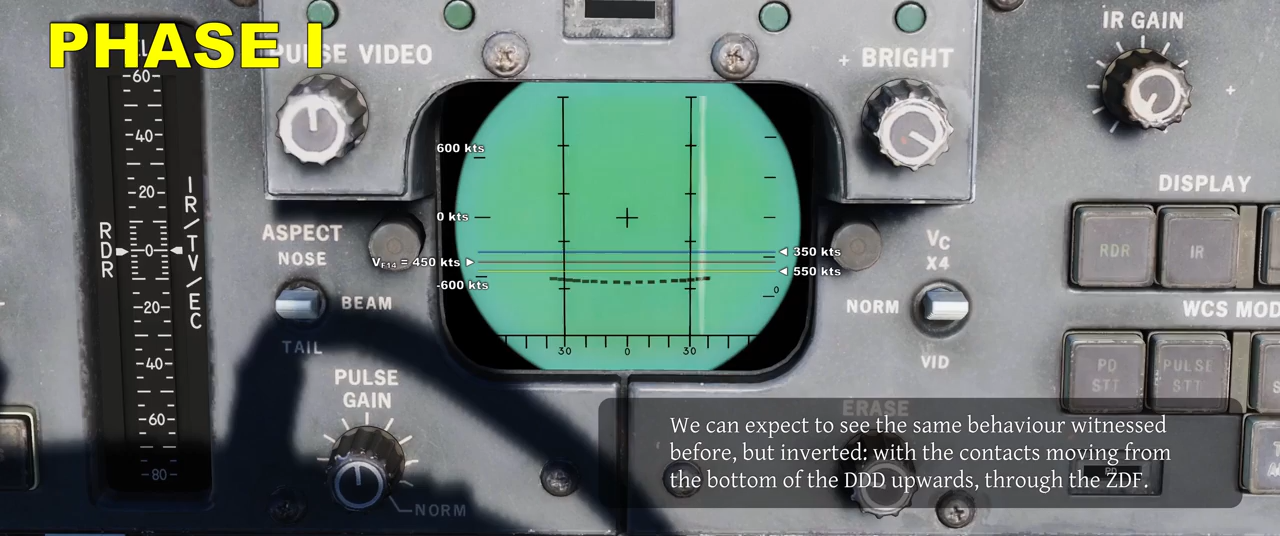 PHASE I
PULSE VIDEO
+ BRIGHT
IR GAIN
+
60
40
20
0
20
40
60
80
RDR
IR/TV/EC
ASPECT
NOSE
BEAM
TAIL
PULSE
GAIN
NORM
600 kts
0 kts
VF14 = 450 kts
-600 kts
350 kts
550 kts
0
30
0
30
VC
X4
NORM
VID
ERASE
DISPLAY
RDR
IR
WCS MOD
PD
STT
PULSE
STT
We can expect to see the same behaviour witnessed
before, but inverted: with the contacts moving from
the bottom of the DDD upwards, through the ZDF.